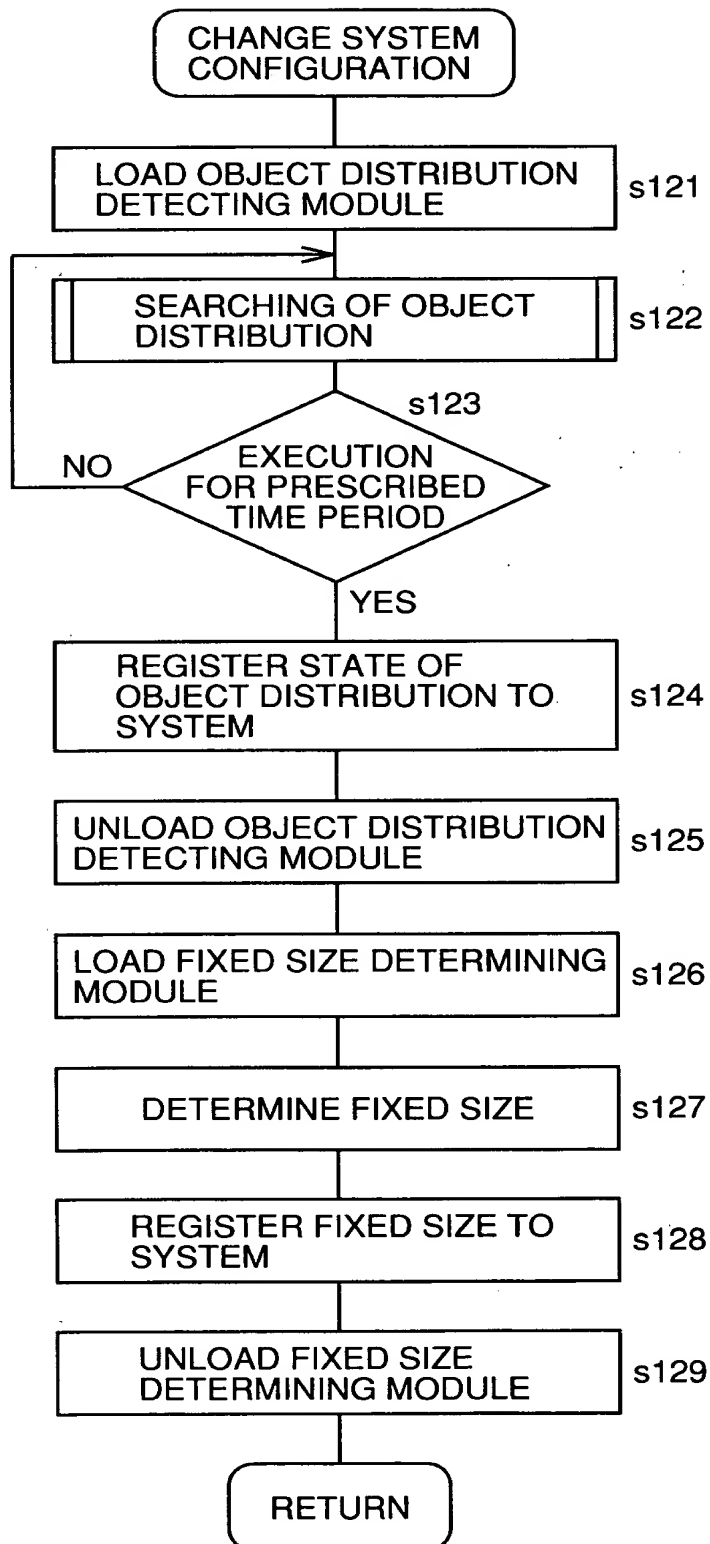 CHANGE SYSTEM
CONFIGURATION
LOAD OBJECT DISTRIBUTION
DETECTING MODULE
s121
SEARCHING OF OBJECT
DISTRIBUTION
s122
s123
NO
EXECUTION
FOR PRESCRIBED
TIME PERIOD
YES
REGISTER STATE OF
OBJECT DISTRIBUTION TO
SYSTEM
s124
UNLOAD OBJECT DISTRIBUTION
DETECTING MODULE
s125
LOAD FIXED SIZE DETERMINING
MODULE
s126
DETERMINE FIXED SIZE
s127
REGISTER FIXED SIZE TO
SYSTEM
s128
UNLOAD FIXED SIZE
DETERMINING MODULE
s129
RETURN